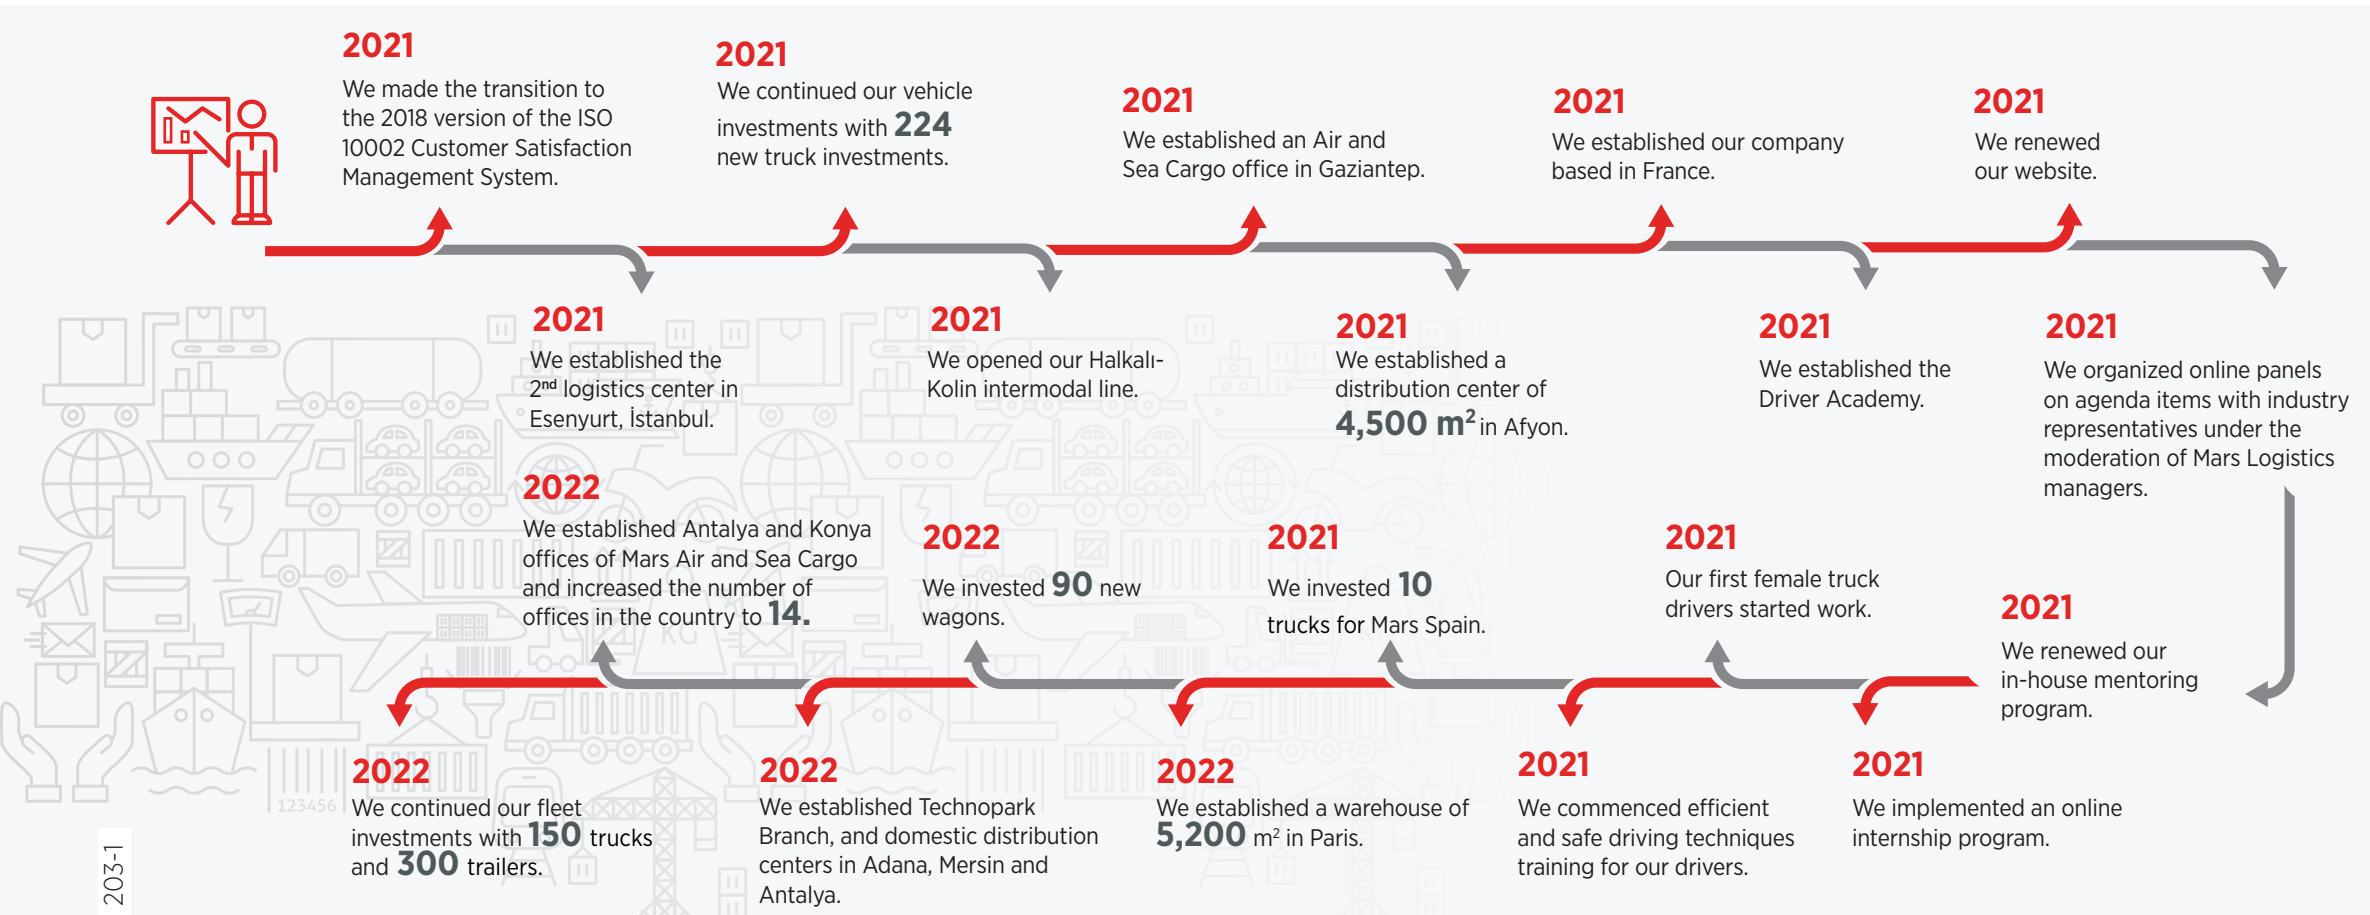 2021
We made the transition to
the 2018 version of the ISO
10002 Customer Satisfaction
Management System.
2021
We established the
2nd logistics center in
Esenyurt, İstanbul.
2021
We continued our vehicle
investments with 224
new truck investments.
2021
We opened our Halkalı-
Kolin intermodal line.
2021
We established an Air and
Sea Cargo office in Gaziantep.
2021
We established a
distribution center of
4,500 m² in Afyon.
2021
We established our company
based in France.
2021
We established the
Driver Academy.
2021
We renewed
our website.
2021
We organized online panels
on agenda items with industry
representatives under the
moderation of Mars Logistics
managers.
2021
We renewed our
in-house mentoring
program.
2021
We implemented an online
internship program.
2021
Our first female truck
drivers started work.
2021
We commenced efficient
and safe driving techniques
training for our drivers.
2021
We invested 10
trucks for Mars Spain.
2022
We established a warehouse of
5,200 m² in Paris.
2022
We invested 90 new
wagons.
2022
We established Technopark
Branch, and domestic distribution
centers in Adana, Mersin and
Antalya.
2022
We established Antalya and Konya
offices of Mars Air and Sea Cargo
and increased the number of
offices in the country to 14.
2022
We continued our fleet
investments with 150 trucks
and 300 trailers.
KG
123456
203-1